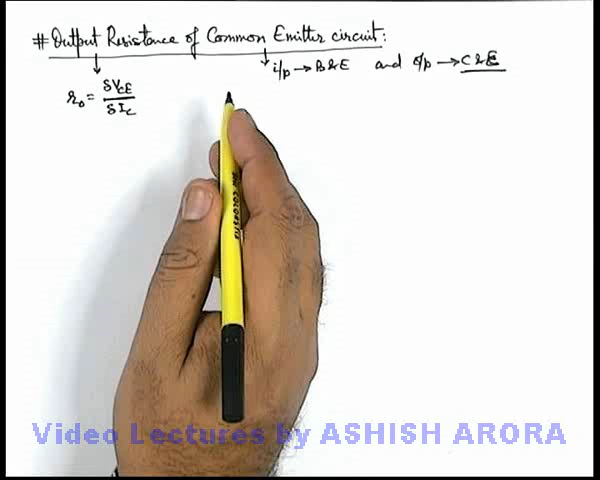 # Output Resistance of Common Emitter circuit:
i/p → B & E and o/p → C & E
r₀ = δV_CE / δI_C
Video Lectures by ASHISH ARORA